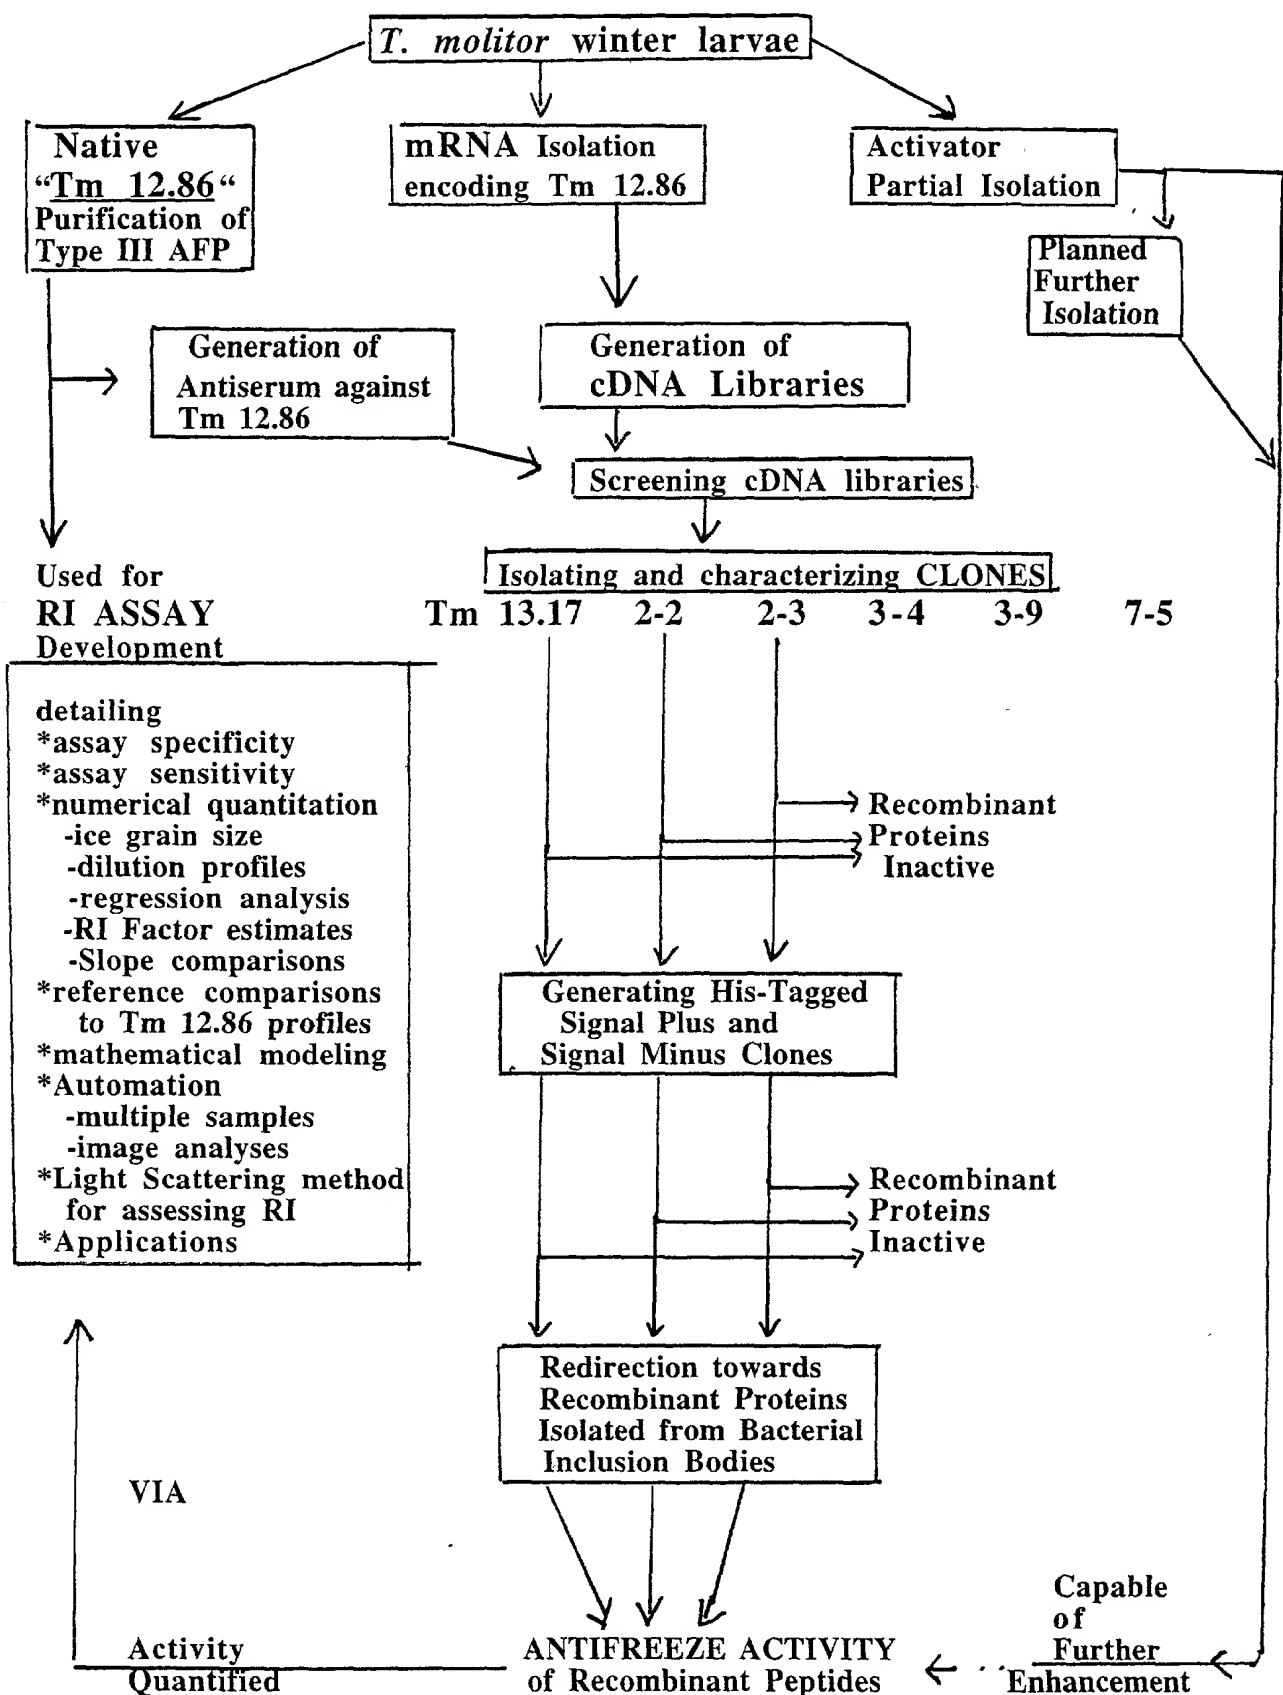 T. molitor winter larvae
Native
“Tm 12.86“
Purification of
Type III AFP
mRNA Isolation
encoding Tm 12.86
Activator
Partial Isolation
Planned
Further
Isolation
Generation of
Antiserum against
Tm 12.86
Generation of
cDNA Libraries
Screening cDNA libraries
Isolating and characterizing CLONES
Tm 13.17 2-2 2-3 3-4 3-9 7-5
Used for
RI ASSAY
Development
detailing
*assay specificity
*assay sensitivity
*numerical quantitation
-ice grain size
-dilution profiles
-regression analysis
-RI Factor estimates
-Slope comparisons
*reference comparisons
to Tm 12.86 profiles
*mathematical modeling
*Automation
-multiple samples
-image analyses
*Light Scattering method
for assessing RI
*Applications
Recombinant
Proteins
Inactive
Generating His-Tagged
Signal Plus and
Signal Minus Clones
Recombinant
Proteins
Inactive
Redirection towards
Recombinant Proteins
Isolated from Bacterial
Inclusion Bodies
VIA
Activity
Quantified
ANTIFREEZE ACTIVITY
of Recombinant Peptides
Capable
of
Further
Enhancement